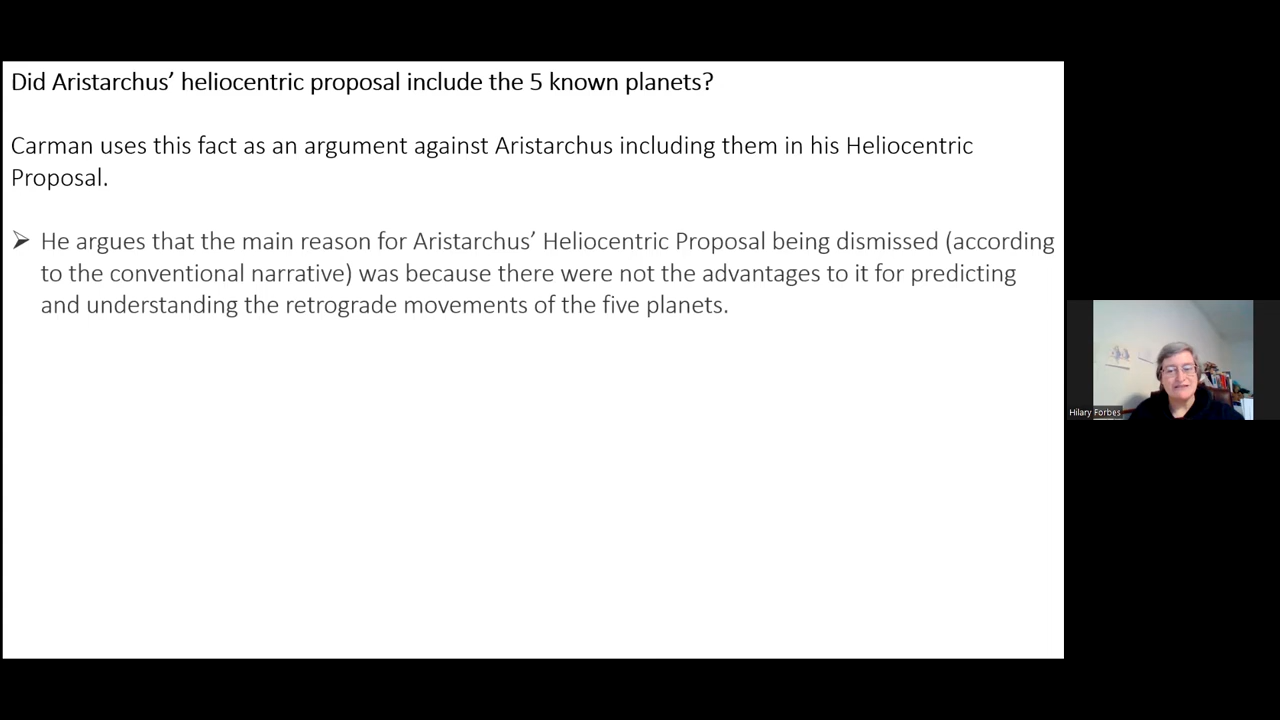 Did Aristarchus’ heliocentric proposal include the 5 known planets?
Carman uses this fact as an argument against Aristarchus including them in his Heliocentric
Proposal.
➢ He argues that the main reason for Aristarchus’ Heliocentric Proposal being dismissed (according
to the conventional narrative) was because there were not the advantages to it for predicting
and understanding the retrograde movements of the five planets.
Hilary Forbes